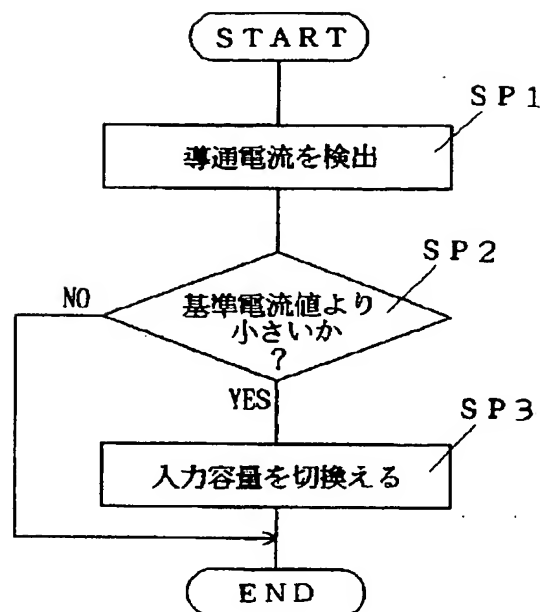 START
SP1
導通電流を検出
SP2
NO
基準電流値より
小さいか
?
YES
SP3
入力容量を切換える
END